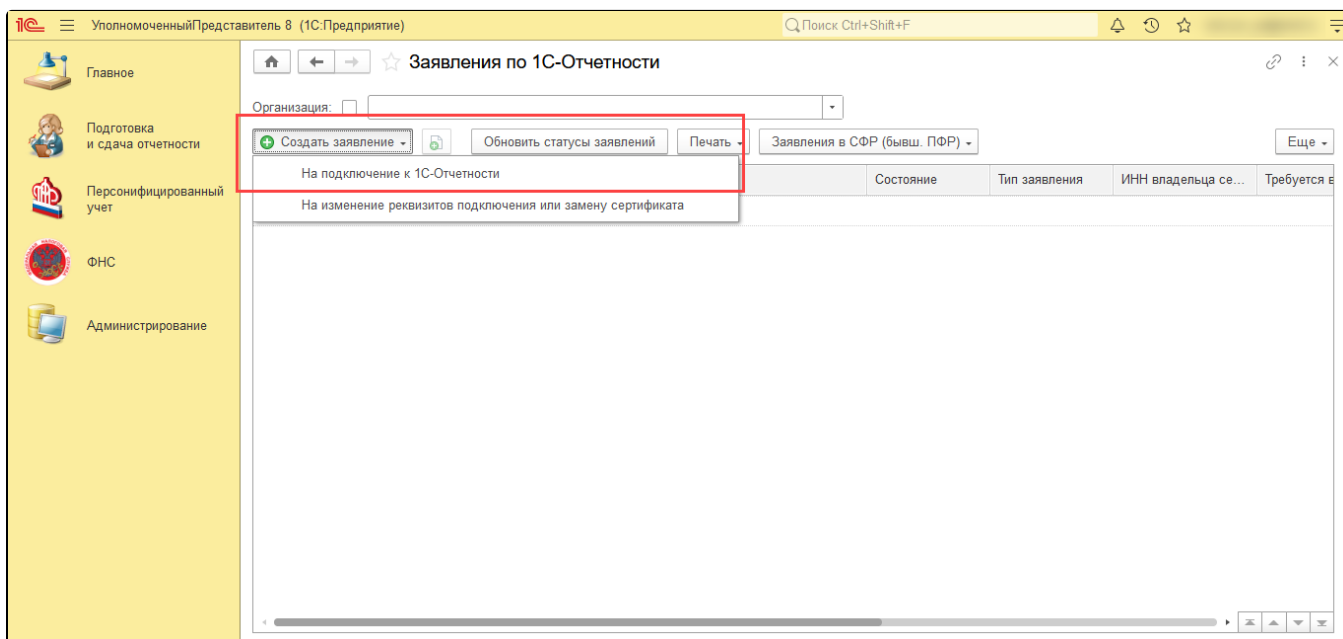 1С УполномоченныйПредставитель 8 (1С:Предприятие) Поиск Ctrl+Shift+F
Главное
Подготовка
и сдача отчетности
Персонифицированный
учет
ФНС
Администрирование
Заявления по 1С-Отчетности
Организация:
Создать заявление Обновить статусы заявлений Печать Заявления в СФР (бывш. ПФР) Еще
На подключение к 1С-Отчетности
На изменение реквизитов подключения или замену сертификата
Состояние Тип заявления ИНН владельца се... Требуется в